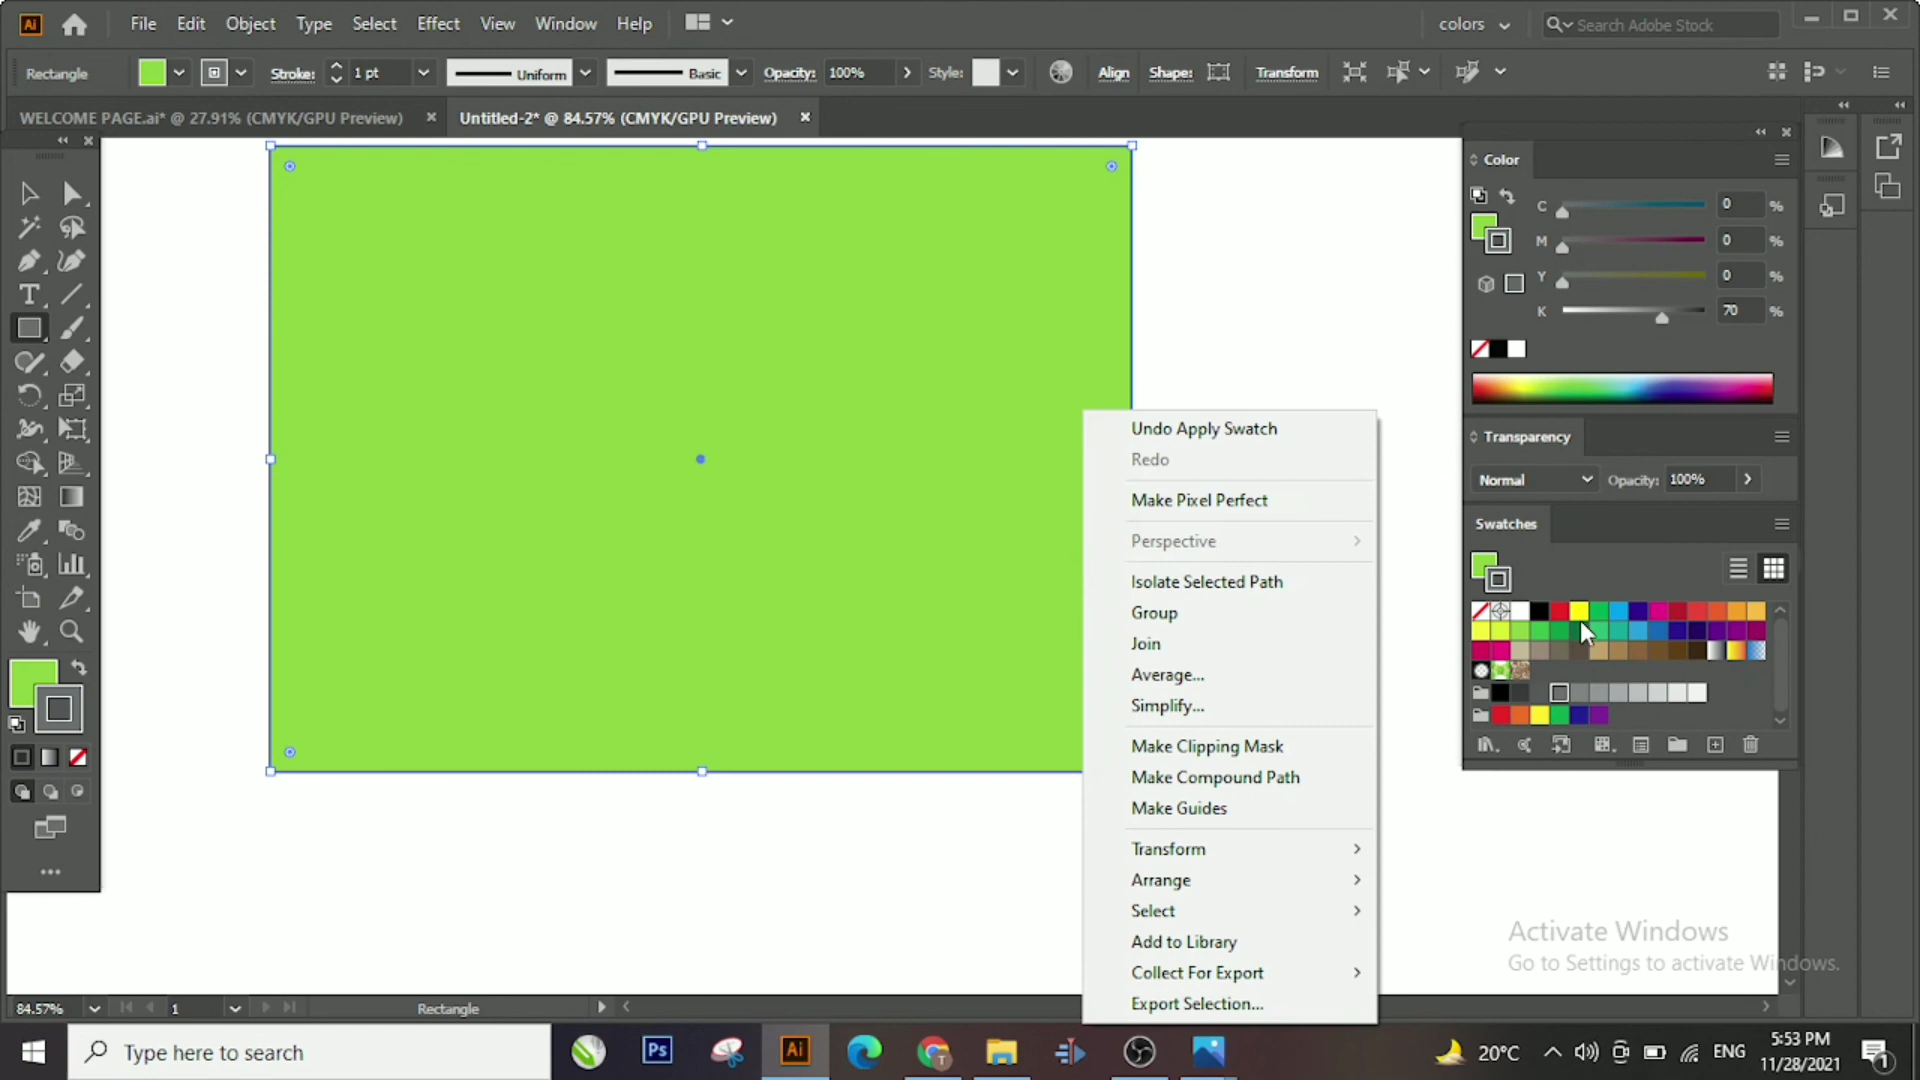 Ai File Edit Object Type Select Effect View Window Help colors Search Adobe Stock
Rectangle Stroke: 1 pt Uniform Basic Opacity: 100% Style: Align Shape: Transform
WELCOME PAGE.ai* @ 27.91% (CMYK/GPU Preview) Untitled-2* @ 84.57% (CMYK/GPU Preview)
Color
C 0 %
M 0 %
Y 0 %
K 70 %
Transparency
Normal Opacity: 100%
Swatches
Undo Apply Swatch
Redo
Make Pixel Perfect
Perspective
Isolate Selected Path
Group
Join
Average...
Simplify...
Make Clipping Mask
Make Compound Path
Make Guides
Transform
Arrange
Select
Add to Library
Collect For Export
Export Selection...
Activate Windows
Go to Settings to activate Windows.
84.57% 1 Rectangle
Type here to search Ps Ai T 20°C ENG 5:53 PM
11/28/2021 1